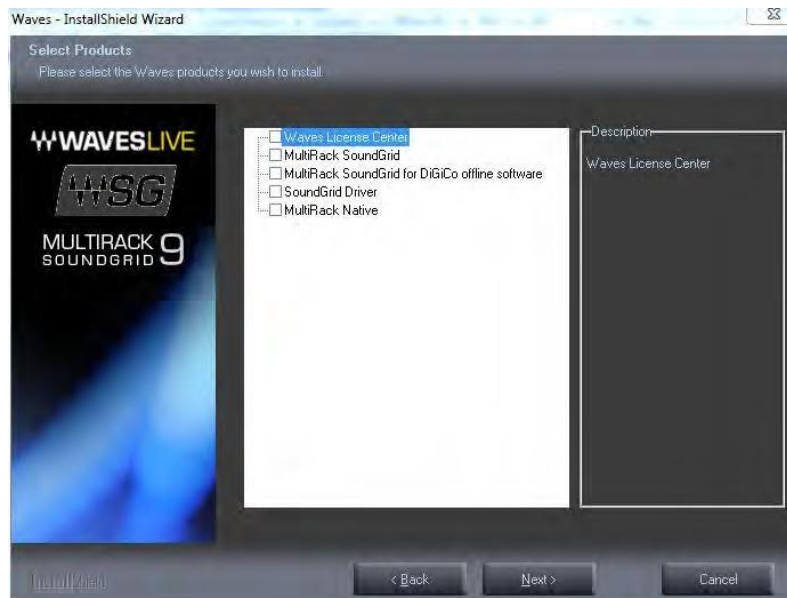 Waves - InstallShield Wizard
Select Products
Please select the Waves products you wish to install.
WAVESLIVE
WSG
MULTIRACK 9
SOUNDGRID
Waves License Center
MultiRack SoundGrid
MultiRack SoundGrid for DiGiCo offline software
SoundGrid Driver
MultiRack Native
Description
Waves License Center
InstallShield
< Back
Next >
Cancel